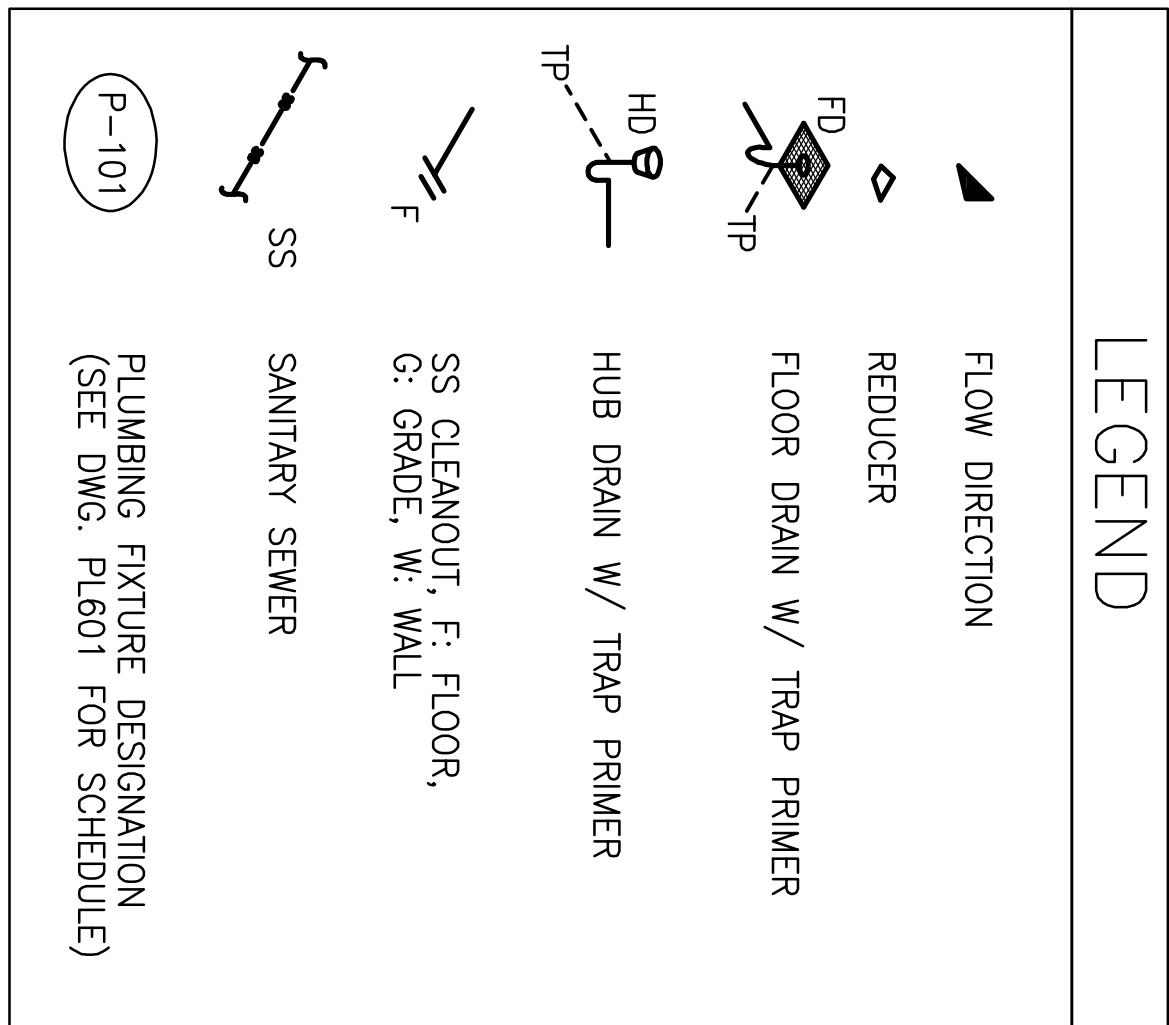 LEGEND
FLOW DIRECTION
REDUCER
FD
TP
FLOOR DRAIN W/ TRAP PRIMER
HD
TP
HUB DRAIN W/ TRAP PRIMER
F
SS CLEANOUT, F: FLOOR,
G: GRADE, W: WALL
SS
SANITARY SEWER
P-101
PLUMBING FIXTURE DESIGNATION
(SEE DWG. PL601 FOR SCHEDULE)